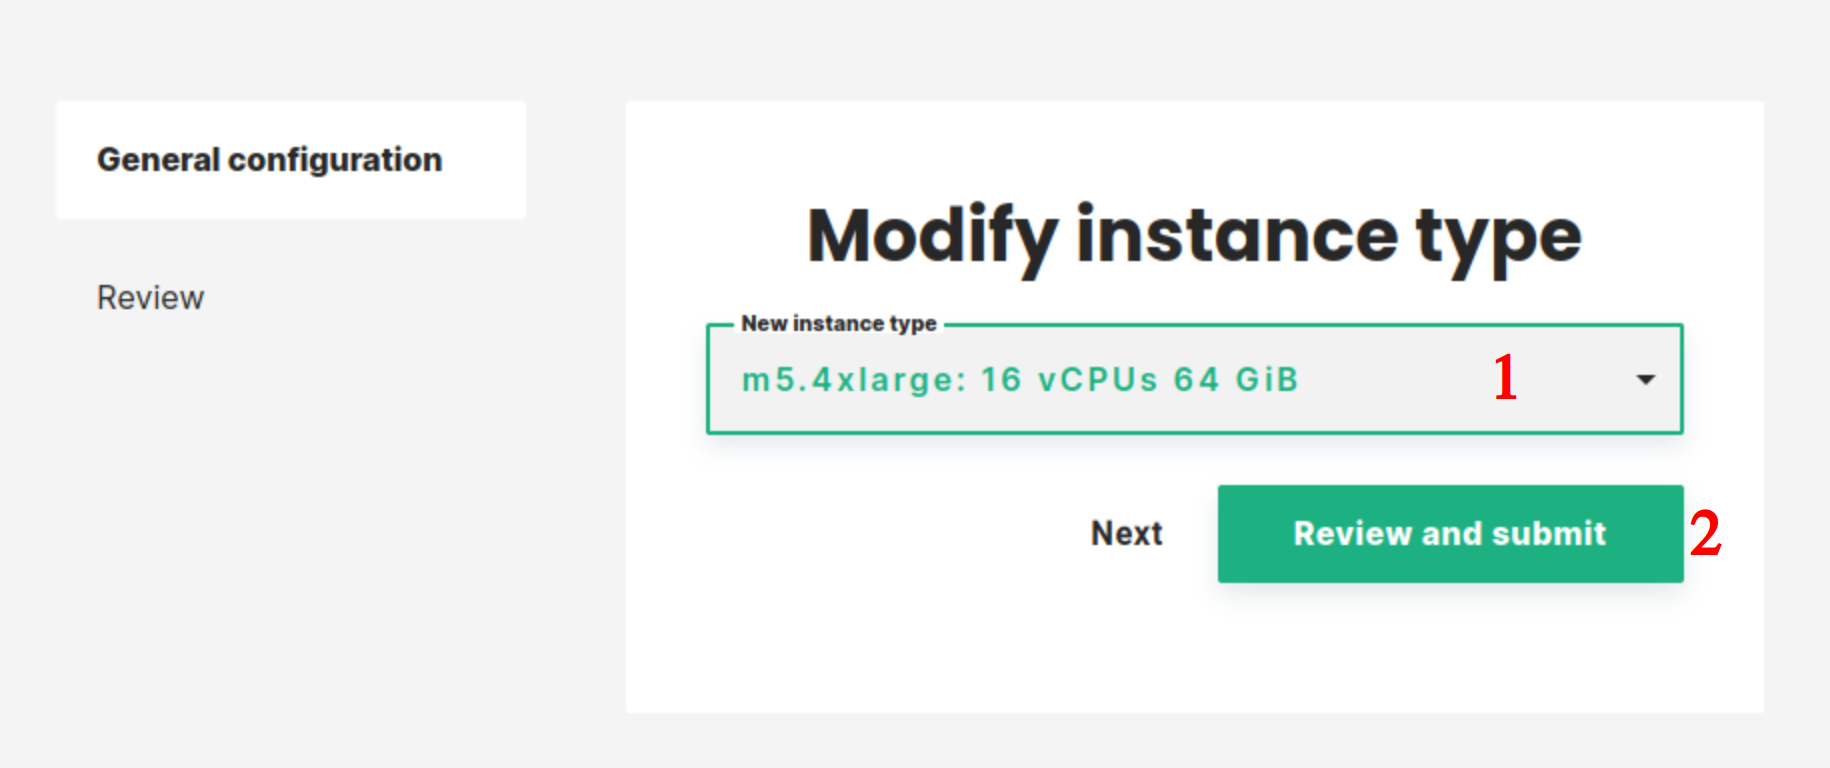 General configuration
Review
Modify instance type
New instance type
m5.4xlarge: 16 vCPUs 64 GiB 1
Next Review and submit 2